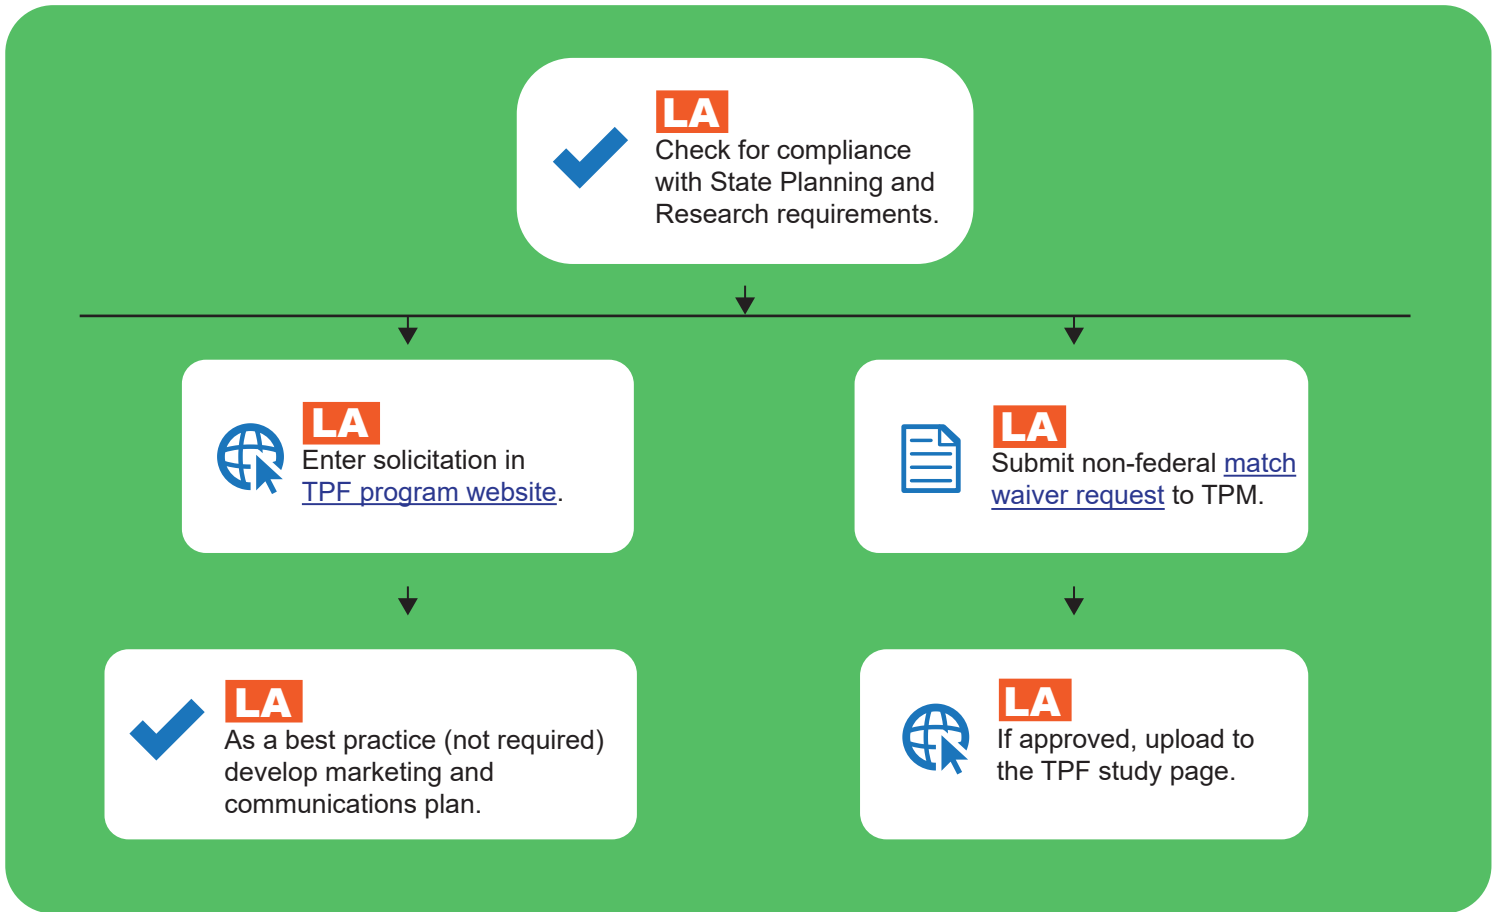 LA
Check for compliance
with State Planning and
Research requirements.
LA
Enter solicitation in
TPF program website.
LA
Submit non-federal match
waiver request to TPM.
LA
As a best practice (not required)
develop marketing and
communications plan.
LA
If approved, upload to
the TPF study page.